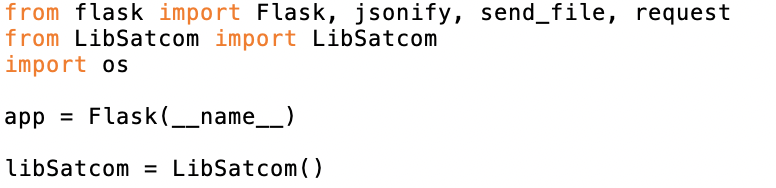 from flask import Flask, jsonify, send_file, request
from LibSatcom import LibSatcom
import os
app = Flask(__name__)
libSatcom = LibSatcom()